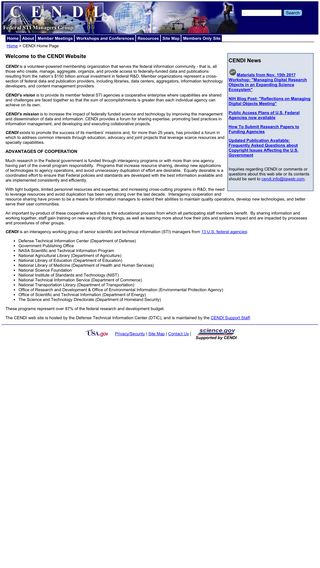 CENDI
Federal STI Managers Group
Search
Home About Member Meetings Workshops and Conferences Resources Site Map Members Only Site
Home > CENDI Home Page
Welcome to the CENDI Website
CENDI is a volunteer-powered membership organization that serves the federal information community - that is, all
those who create, manage, aggregate, organize, and provide access to federally-funded data and publications
resulting from the nation's $150 billion annual investment in federal R&D. Member organizations represent a cross-
sector of federal data and publication providers, including libraries, data centers, aggregators, information technology
developers, and content management providers.
CENDI's vision is to provide its member federal STI agencies a cooperative enterprise where capabilities are shared
and challenges are faced together so that the sum of accomplishments is greater than each individual agency can
achieve on its own.
CENDI's mission is to increase the impact of federally funded science and technology by improving the management
and dissemination of data and information. CENDI provides a forum for sharing expertise, promoting best practices in
information management, and developing and executing collaborative projects.
CENDI exists to promote the success of its members' missions and, for more than 25 years, has provided a forum in
which to address common interests through education, advocacy and joint projects that leverage scarce resources and
specialty capabilities.
ADVANTAGES OF COOPERATION
Much research in the Federal government is funded through interagency programs or with more than one agency
having part of the overall program responsibility. Programs that increase resource sharing, develop new applications
of technologies to agency operations, and avoid unnecessary duplication of effort are desirable. Equally desirable is a
coordinated effort to ensure that Federal policies and standards are developed with the best information available and
are implemented consistently and efficiently.
With tight budgets, limited personnel resources and expertise; and increasing cross-cutting programs in R&D; the need
to leverage resources and avoid duplication has been very strong over the last decade. Interagency cooperation and
resource sharing have proven to be a means for information managers to extend their abilities to maintain quality operations, develop new technologies, and better
serve their user communities.
An important by-product of these cooperative activities is the educational process from which all participating staff members benefit. By sharing information and
working together, staff gain training on new ways of doing things, as well as learning more about how their jobs and systems impact and are impacted by processes
and procedures of other groups.
CENDI is an interagency working group of senior scientific and technical information (STI) managers from 13 U.S. federal agencies:
• Defense Technical Information Center (Department of Defense)
• Government Publishing Office
• NASA Scientific and Technical Information Program
• National Agricultural Library (Department of Agriculture)
• National Library of Education (Department of Education)
• National Library of Medicine (Department of Health and Human Services)
• National Science Foundation
• National Institute of Standards and Technology (NIST)
• National Technical Information Service (Department of Commerce)
• National Transportation Library (Department of Transportation)
• Office of Research and Development & Office of Environmental Information (Environmental Protection Agency)
• Office of Scientific and Technical Information (Department of Energy)
• The Science and Technology Directorate (Department of Homeland Security)
These programs represent over 97% of the federal research and development budget.
The CENDI web site is hosted by the Defense Technical Information Center (DTIC), and is maintained by the CENDI Support Staff.
CENDI News
Materials from Nov. 15th 2017
Workshop: "Managing Digital Research
Objects in an Expanding Science
Ecosystem"
NIH Blog Post: "Reflections on Managing
Digital Objects Meeting"
Public Access Plans of U.S. Federal
Agencies now available
How To Submit Research Papers to
Funding Agencies
Updated Publication Available:
Frequently Asked Questions about
Copyright Issues Affecting the U.S.
Government
Inquiries regarding CENDI or comments or
questions about this web site or its contents
should be sent to
USA.gov
Privacy/Security | Site Map | Contact Us |
science.gov
Supported by CENDI